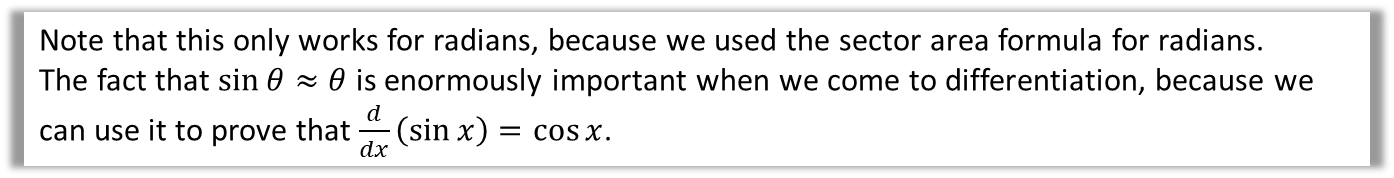 Note that this only works for radians, because we used the sector area formula for radians.
The fact that sin 𝜃 ≈ 𝜃 is enormously important when we come to differentiation, because we
can use it to prove that 𝑑/𝑑𝑥 (sin 𝑥) = cos 𝑥.